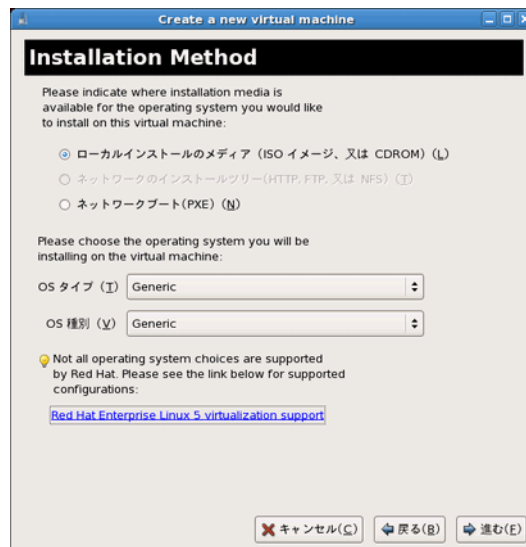 Create a new virtual machine
Installation Method
Please indicate where installation media is
available for the operating system you would like
to install on this virtual machine:
ローカルインストールのメディア (ISO イメージ、又は CDROM) (L)
ネットワークのインストールツリー(HTTP, FTP, 又は NFS) (T)
ネットワークブート(PXE) (N)
Please choose the operating system you will be
installing on the virtual machine:
OS タイプ (T) Generic
OS 種別 (V) Generic
Not all operating system choices are supported
by Red Hat. Please see the link below for supported
configurations:
Red Hat Enterprise Linux 5 virtualization support
キャンセル(C) 戻る(B) 進む(F)